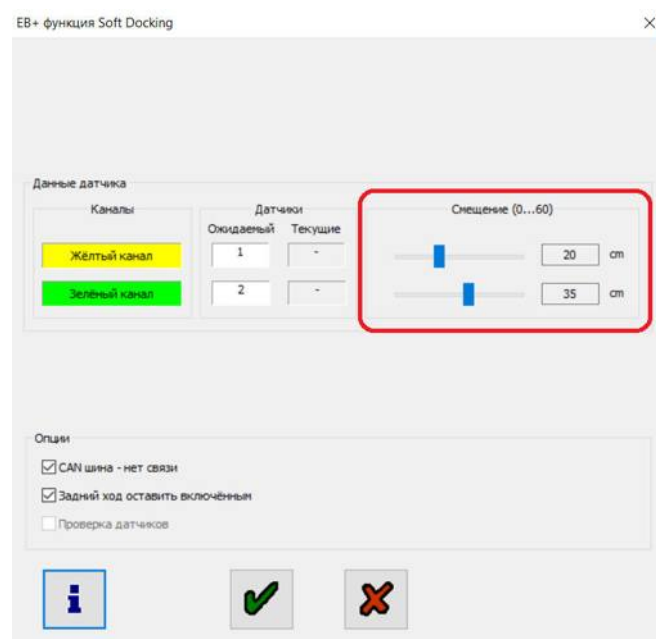 EB+ функция Soft Docking
Данные датчика
Каналы
Датчики
Смещение (0...60)
Ожидаемый Текущие
Жёлтый канал 1 - 20 cm
Зелёный канал 2 - 35 cm
Опции
CAN шина - нет связи
Задний ход оставить включённым
Проверка датчиков
i